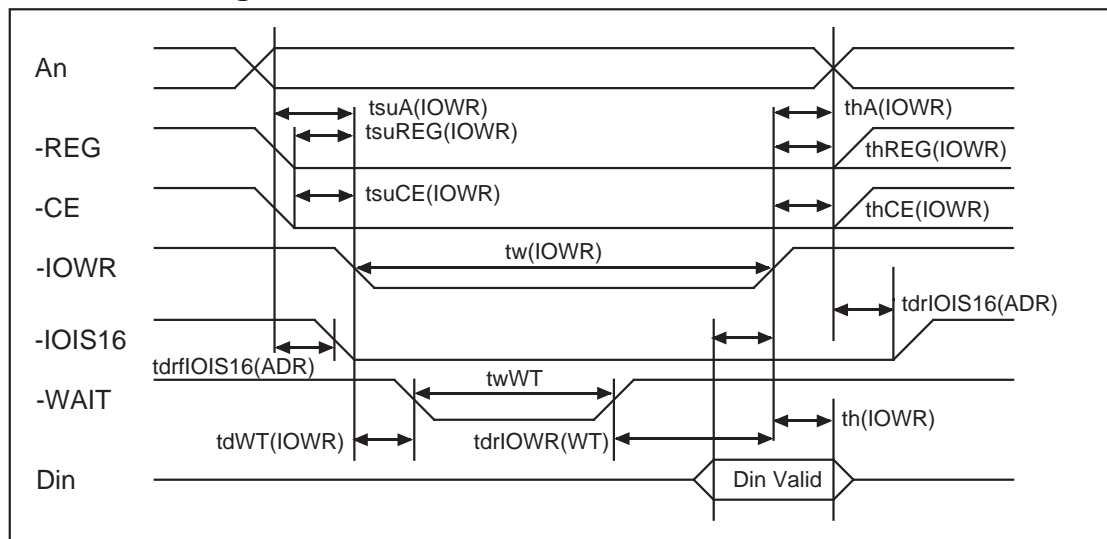 An
tsuA(IOWR)
thA(IOWR)
tsuREG(IOWR)
-REG
thREG(IOWR)
tsuCE(IOWR)
-CE
thCE(IOWR)
tw(IOWR)
-IOWR
tdrIOIS16(ADR)
-IOIS16
tdrfIOIS16(ADR)
twWT
-WAIT
th(IOWR)
tdWT(IOWR)
tdrIOWR(WT)
Din
Din Valid